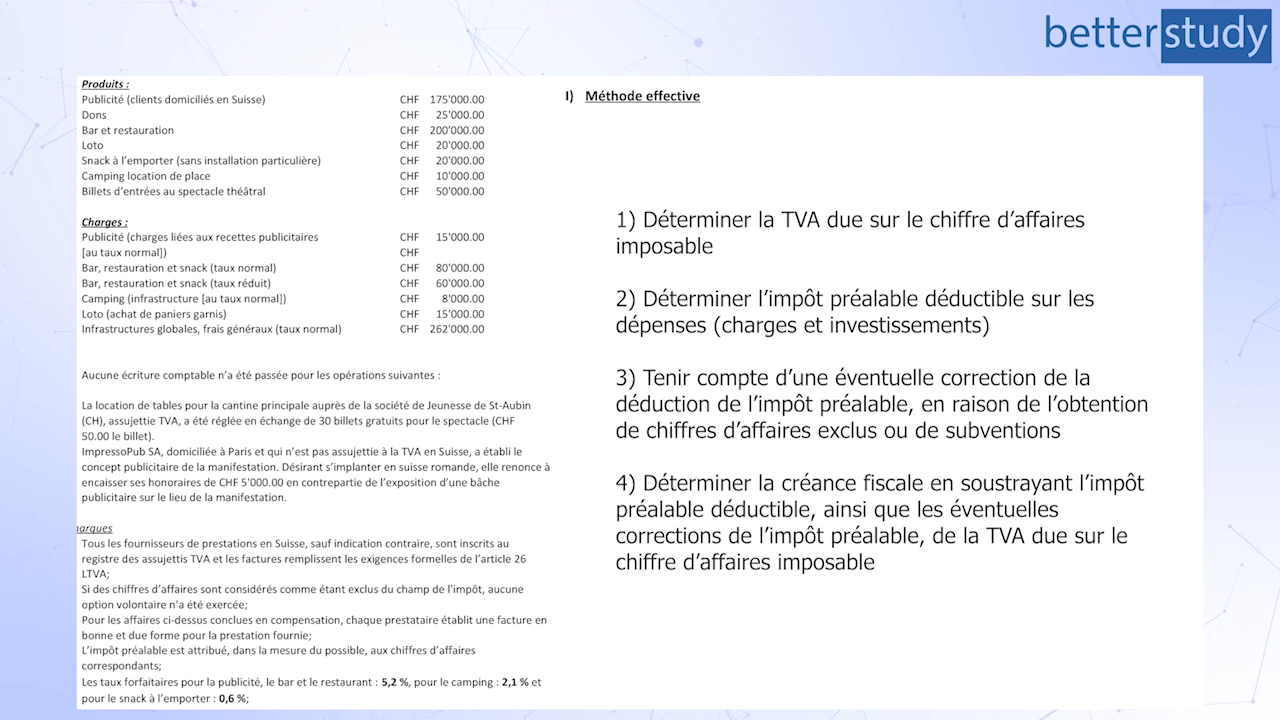 betterstudy
Produits :
Publicité (clients domiciliés en Suisse) CHF 175'000.00
Dons CHF 25'000.00
Bar et restauration CHF 200'000.00
Loto CHF 20'000.00
Snack à l'emporter (sans installation particulière) CHF 20'000.00
Camping location de place CHF 10'000.00
Billets d'entrées au spectacle théâtral CHF 50'000.00
Charges :
Publicité (charges liées aux recettes publicitaires CHF 15'000.00
[au taux normal]) CHF
Bar, restauration et snack (taux normal) CHF 80'000.00
Bar, restauration et snack (taux réduit) CHF 60'000.00
Camping (infrastructure [au taux normal]) CHF 8'000.00
Loto (achat de paniers garnis) CHF 15'000.00
Infrastructures globales, frais généraux (taux normal) CHF 262'000.00
Aucune écriture comptable n'a été passée pour les opérations suivantes :
La location de tables pour la cantine principale auprès de la société de Jeunesse de St-Aubin
(CH), assujettie TVA, a été réglée en échange de 30 billets gratuits pour le spectacle (CHF
50.00 le billet).
ImpressoPub SA, domiciliée à Paris et qui n'est pas assujettie à la TVA en Suisse, a établi le
concept publicitaire de la manifestation. Désirant s'implanter en suisse romande, elle renonce à
encaisser ses honoraires de CHF 5'000.00 en contrepartie de l'exposition d'une bâche
publicitaire sur le lieu de la manifestation.
arques
Tous les fournisseurs de prestations en Suisse, sauf indication contraire, sont inscrits au
registre des assujettis TVA et les factures remplissent les exigences formelles de l'article 26
LTVA;
Si des chiffres d'affaires sont considérés comme étant exclus du champ de l'impôt, aucune
option volontaire n'a été exercée;
Pour les affaires ci-dessus conclues en compensation, chaque prestataire établit une facture en
bonne et due forme pour la prestation fournie;
L'impôt préalable est attribué, dans la mesure du possible, aux chiffres d'affaires
correspondants;
Les taux forfaitaires pour la publicité, le bar et le restaurant : 5,2 %, pour le camping : 2,1 % et
pour le snack à l'emporter : 0,6 %;
I) Méthode effective
1) Déterminer la TVA due sur le chiffre d'affaires
imposable
2) Déterminer l'impôt préalable déductible sur les
dépenses (charges et investissements)
3) Tenir compte d'une éventuelle correction de la
déduction de l'impôt préalable, en raison de l'obtention
de chiffres d'affaires exclus ou de subventions
4) Déterminer la créance fiscale en soustrayant l'impôt
préalable déductible, ainsi que les éventuelles
corrections de l'impôt préalable, de la TVA due sur le
chiffre d'affaires imposable